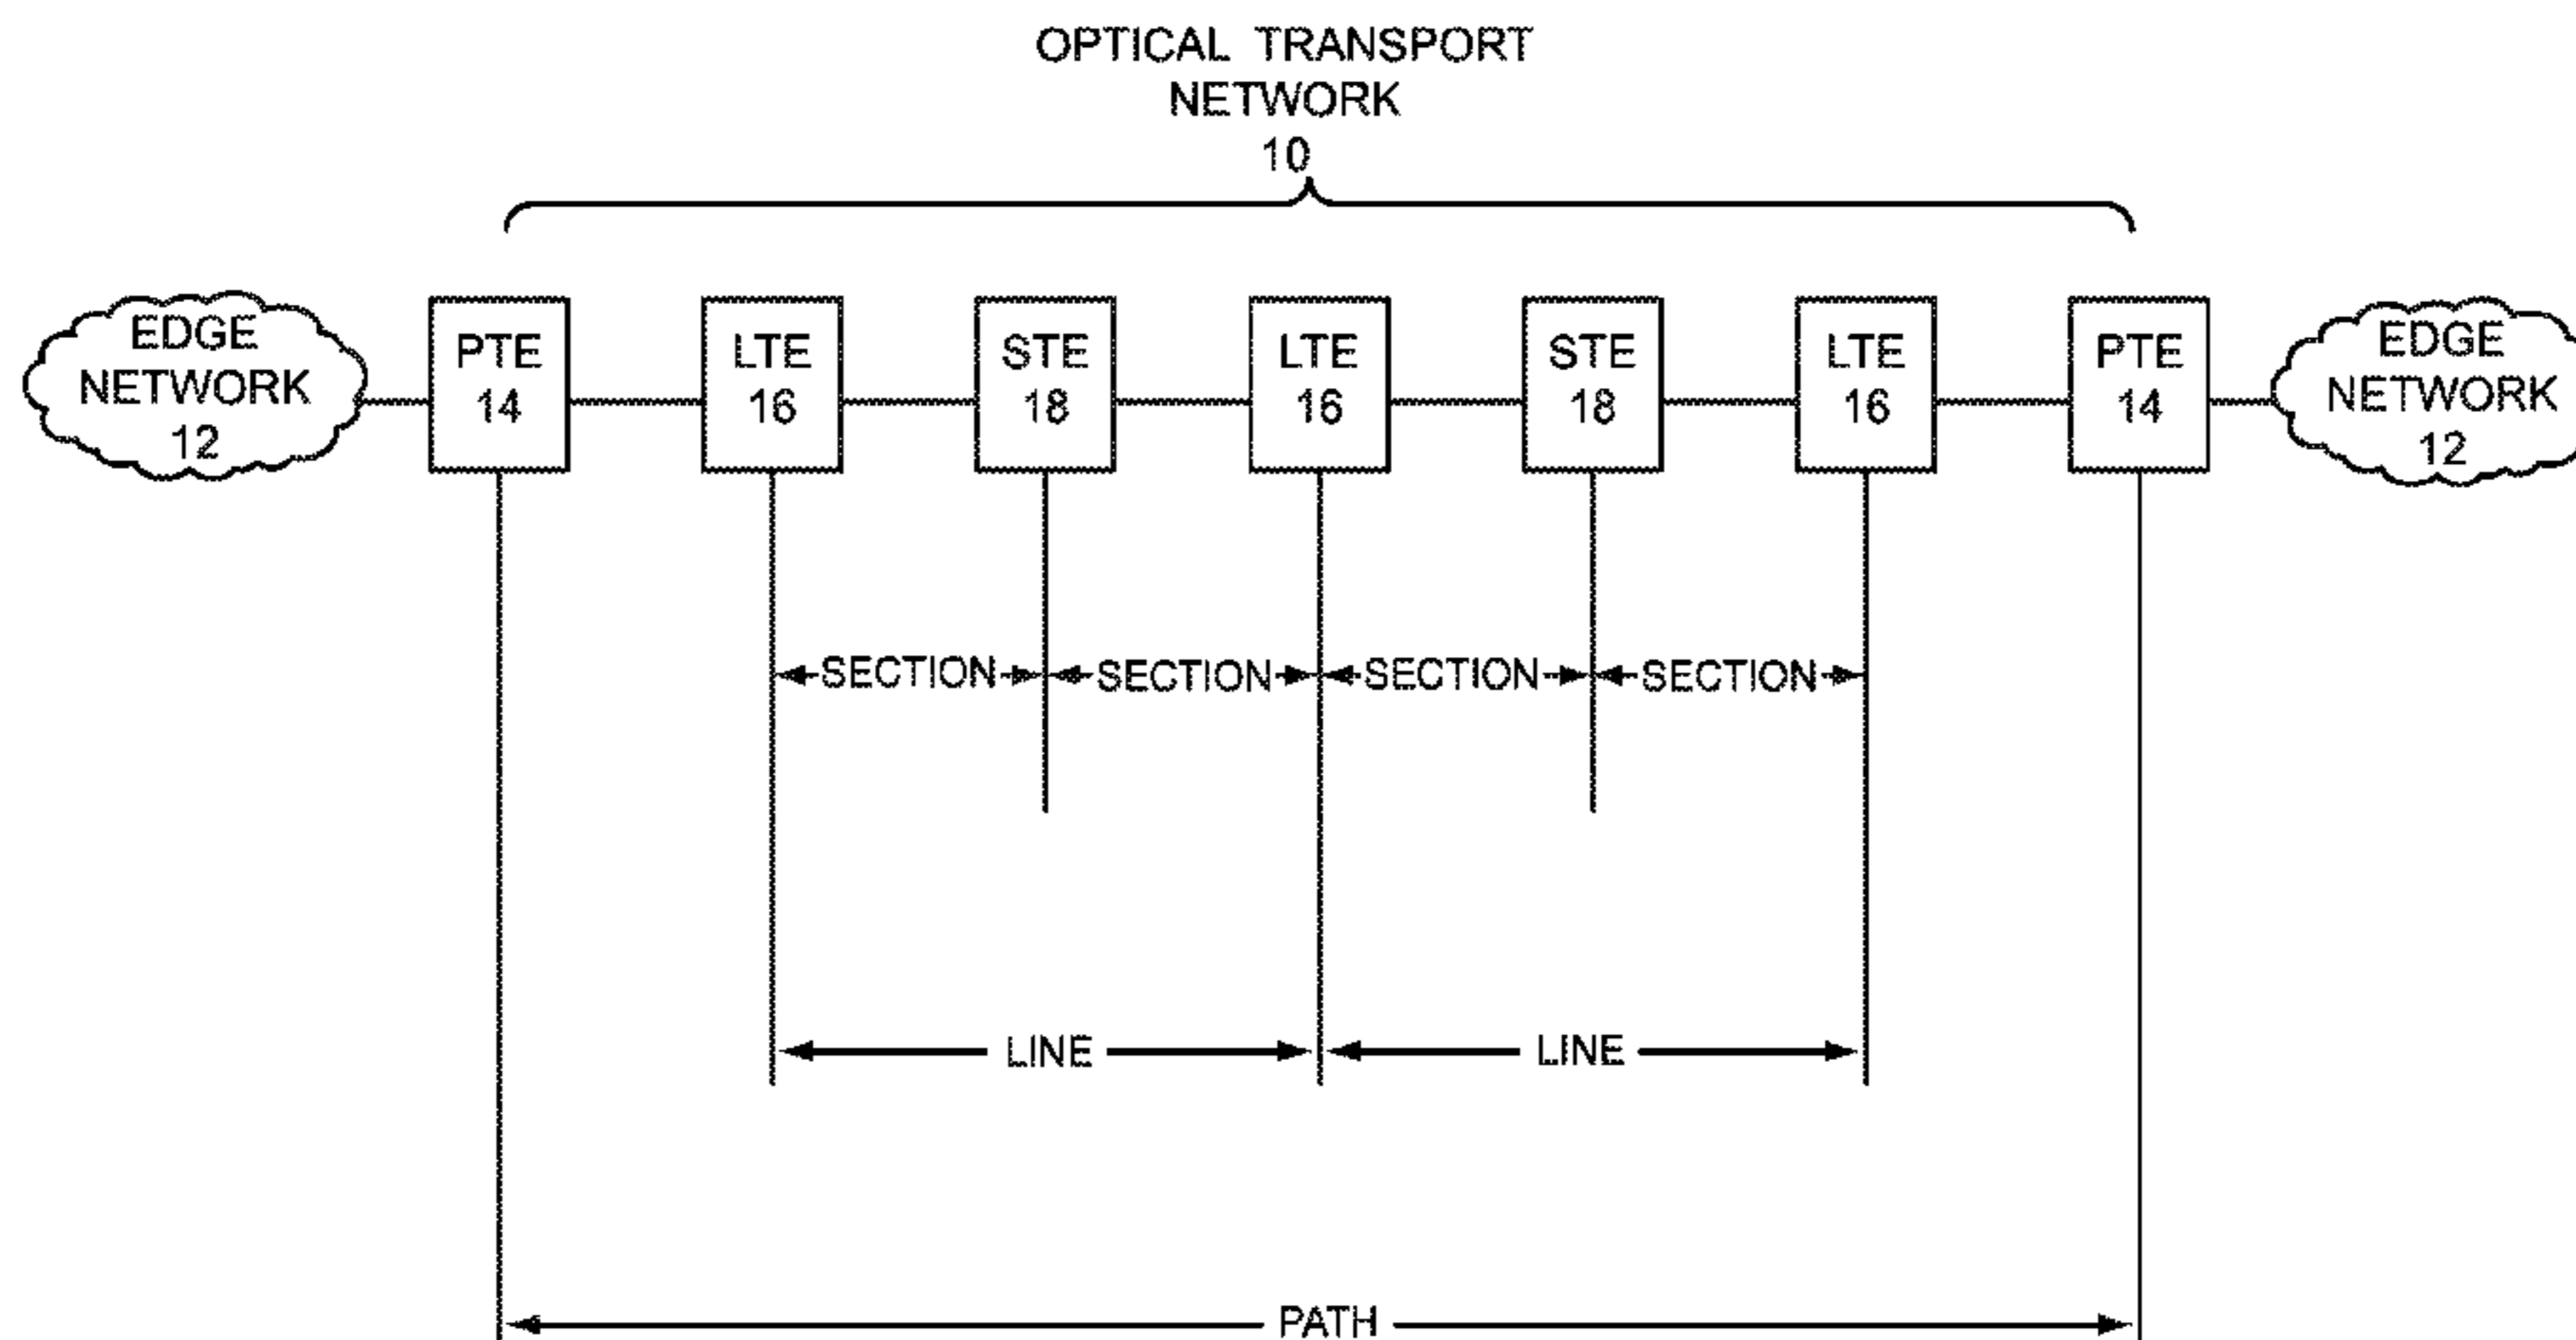 OPTICAL TRANSPORT
NETWORK
10
EDGE
NETWORK
12
PTE
14
LTE
16
STE
18
LTE
16
STE
18
LTE
16
PTE
14
EDGE
NETWORK
12
SECTION
SECTION
SECTION
SECTION
LINE
LINE
PATH